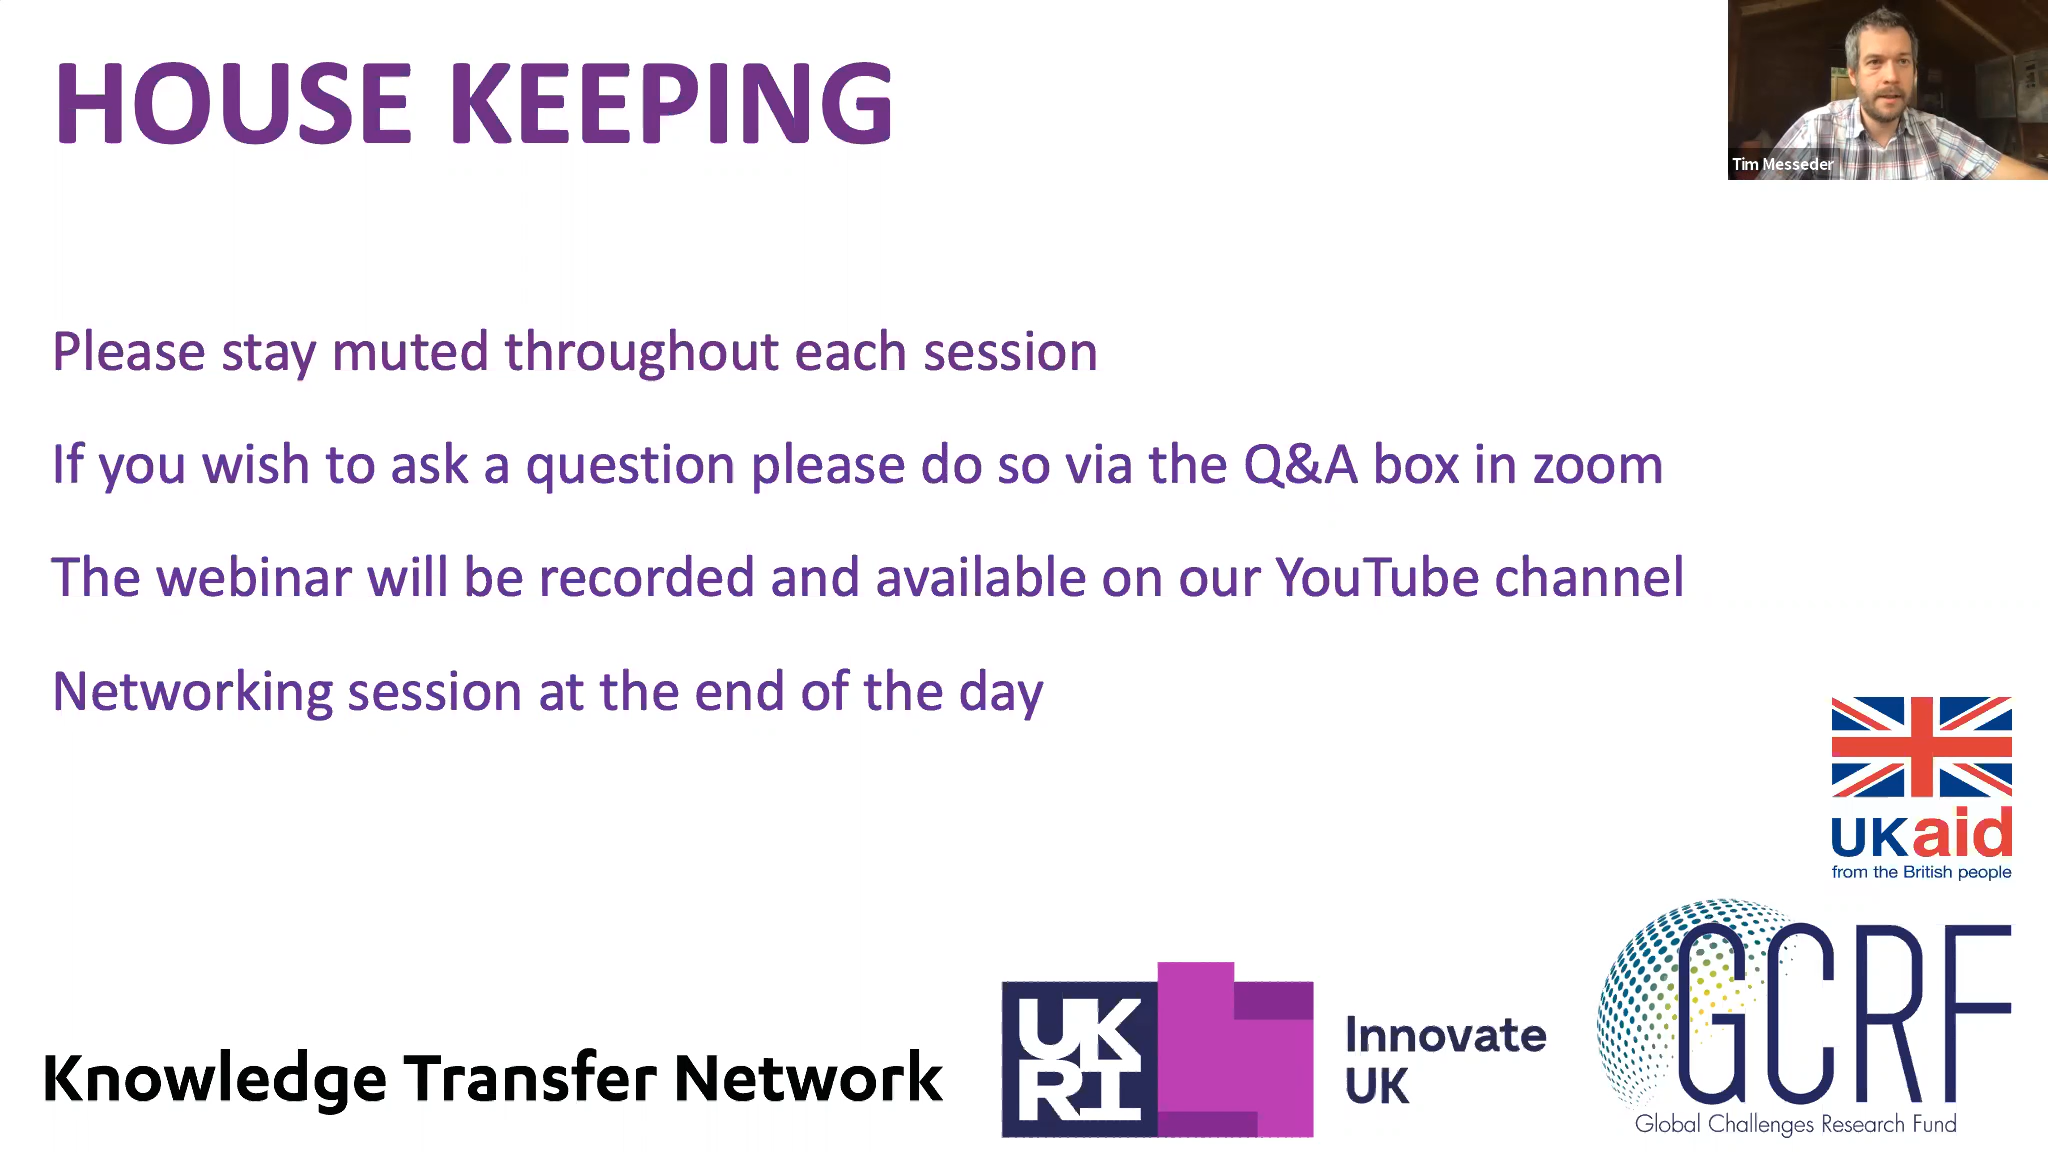 HOUSE KEEPING
Tim Messeder
Please stay muted throughout each session
If you wish to ask a question please do so via the Q&A box in zoom
The webinar will be recorded and available on our YouTube channel
Networking session at the end of the day
UKaid
from the British people
Knowledge Transfer Network
UK
RI
Innovate
UK
GCRF
Global Challenges Research Fund